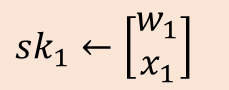 sk₁ ← [w₁
x₁]